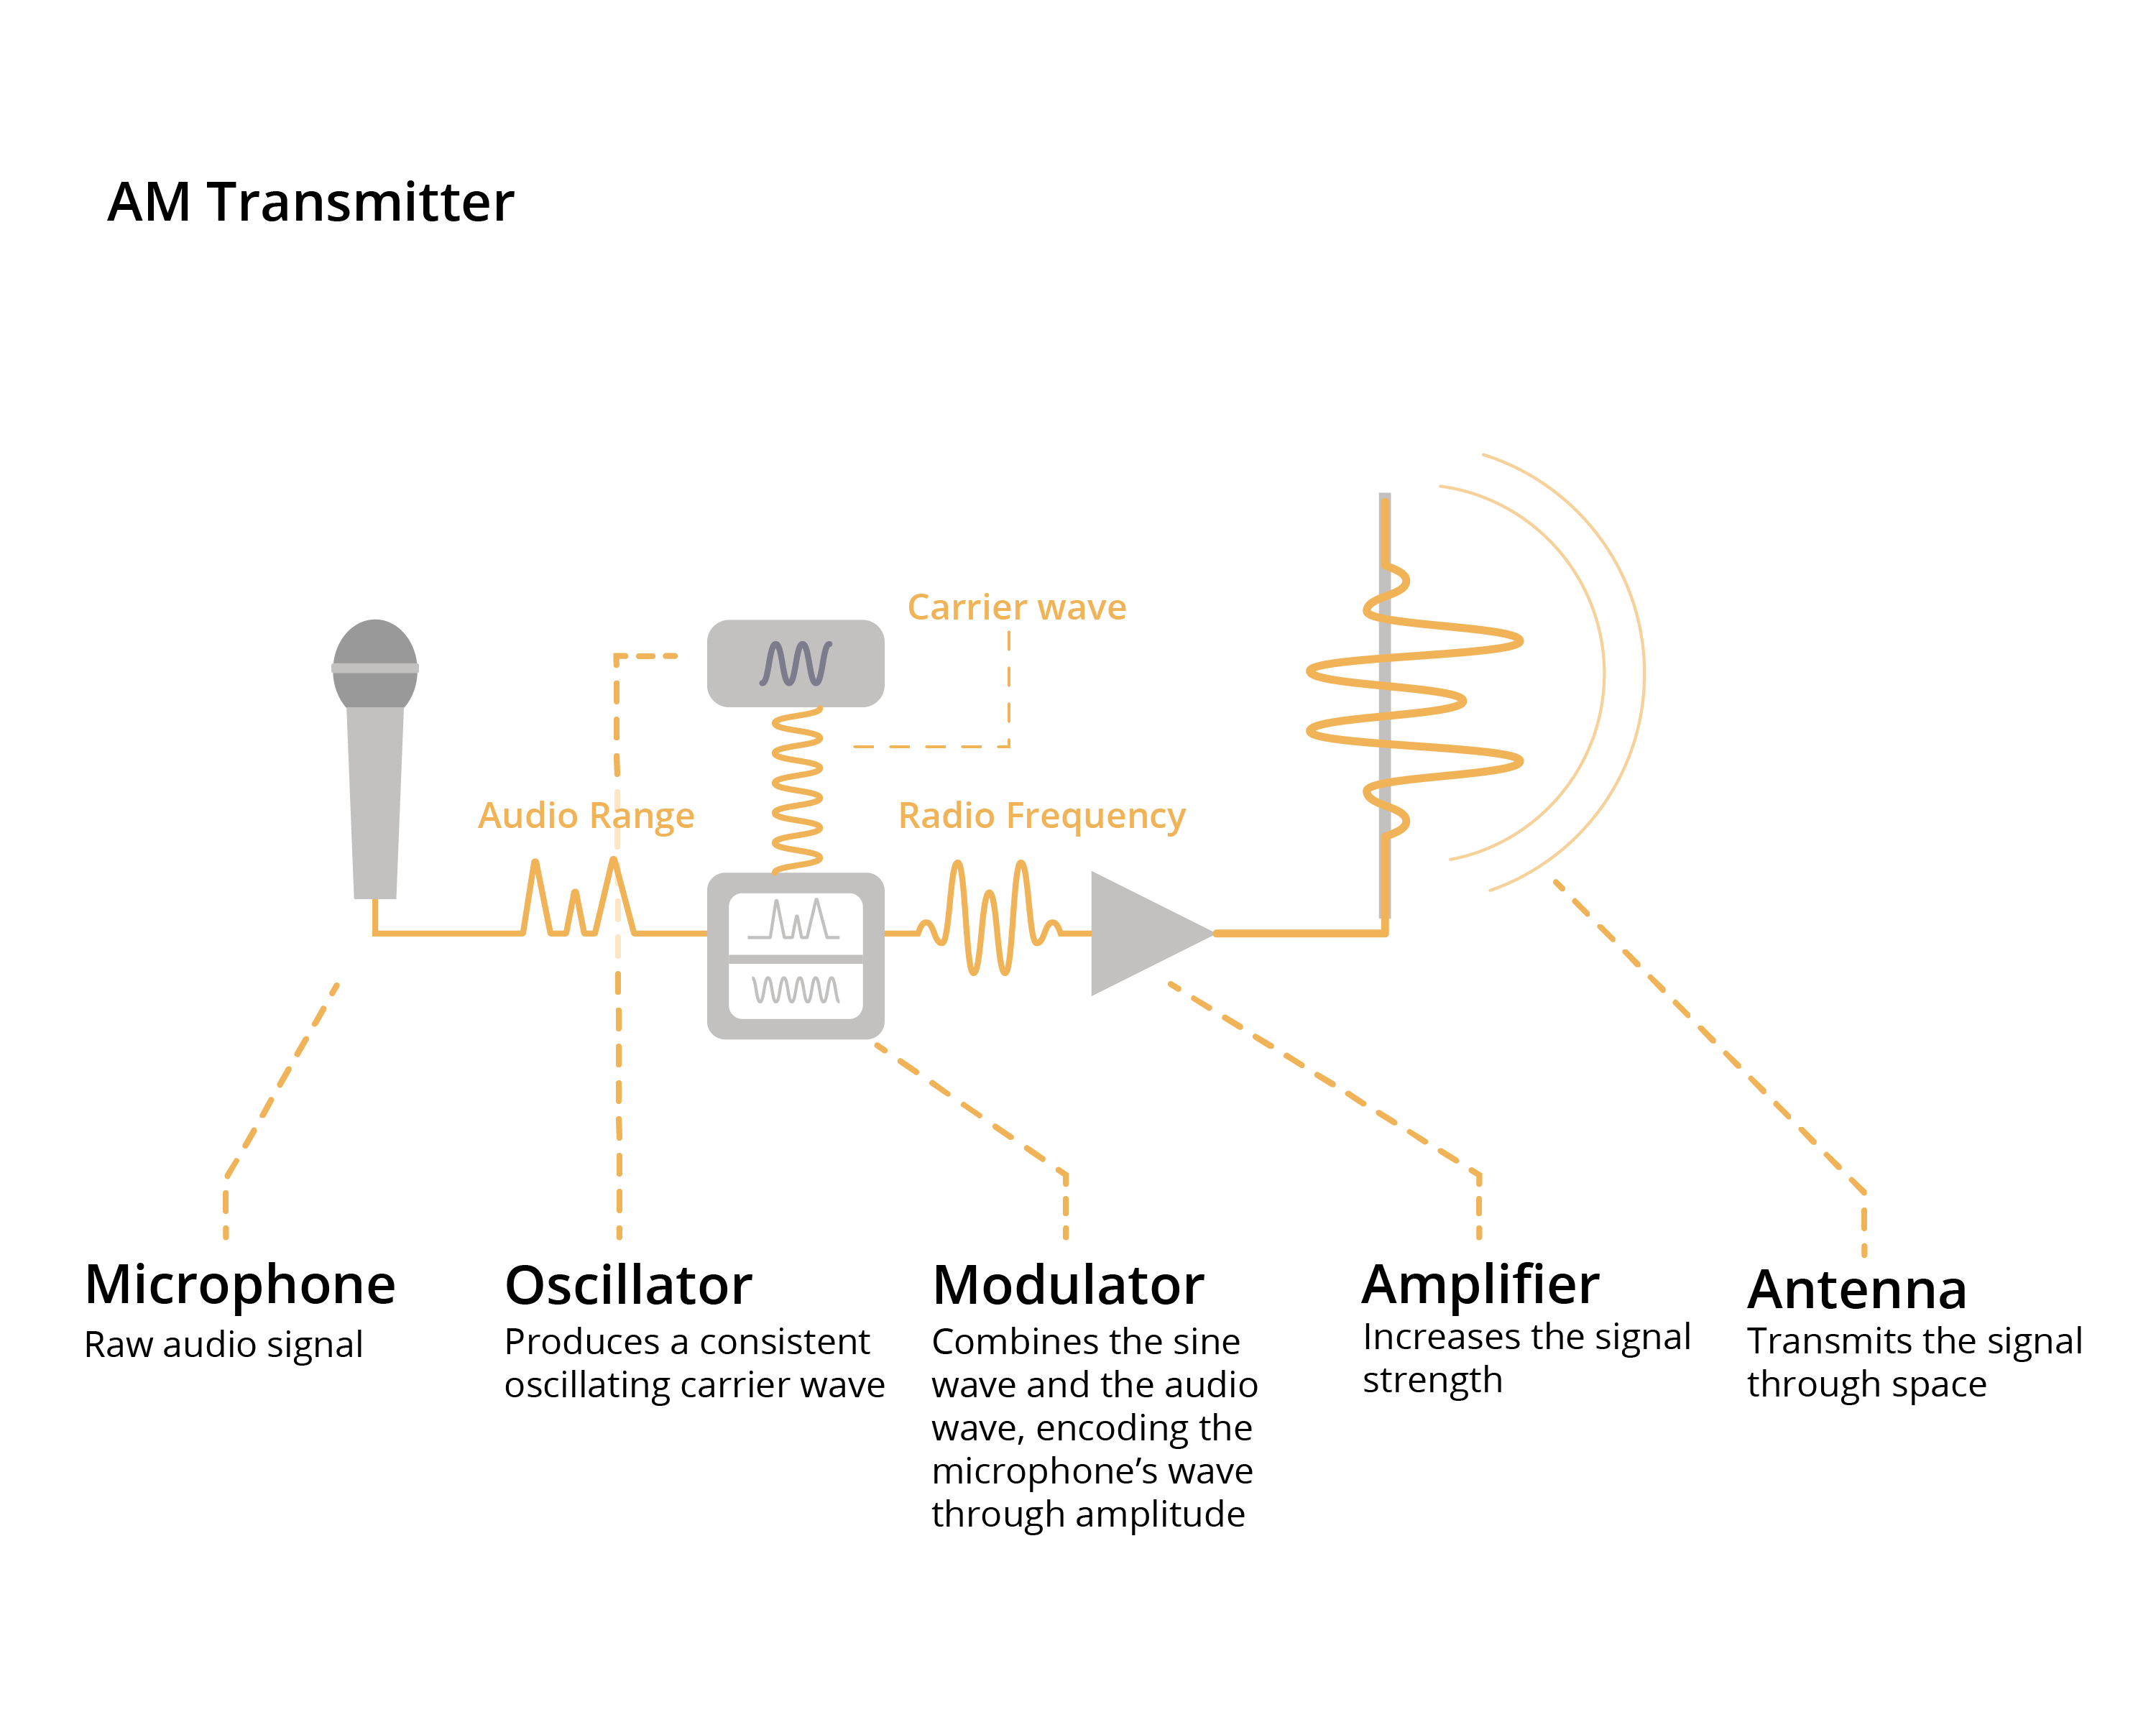 AM Transmitter
Carrier wave
Audio Range
Radio Frequency
Microphone
Raw audio signal
Oscillator
Produces a consistent
oscillating carrier wave
Modulator
Combines the sine
wave and the audio
wave, encoding the
microphone’s wave
through amplitude
Amplifier
Increases the signal
strength
Antenna
Transmits the signal
through space